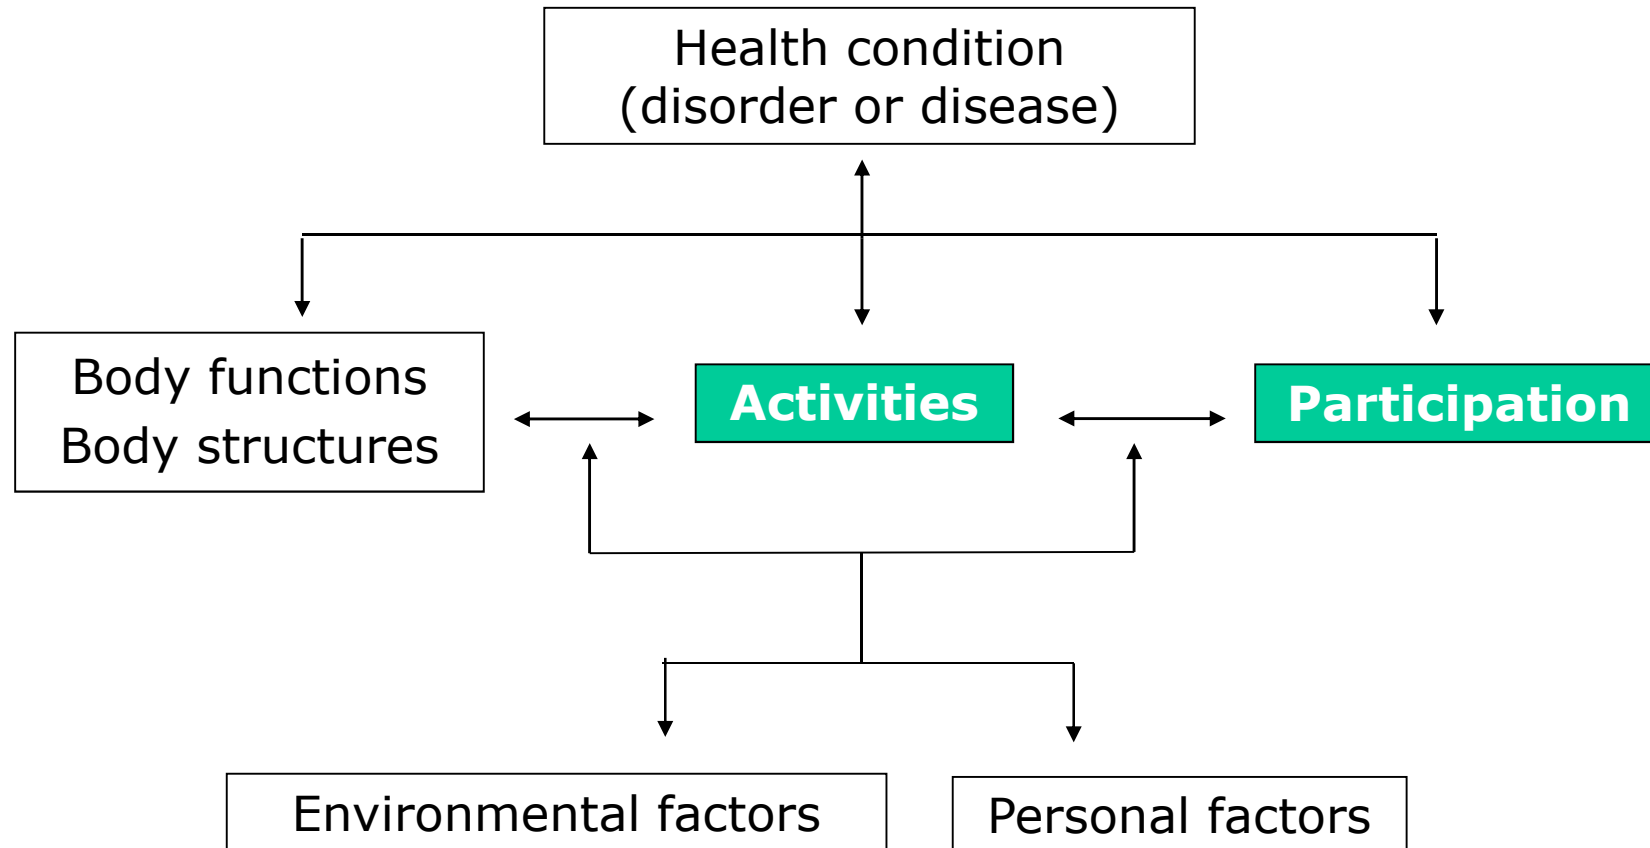 Health condition
(disorder or disease)
Body functions
Body structures
Activities
Participation
Environmental factors
Personal factors